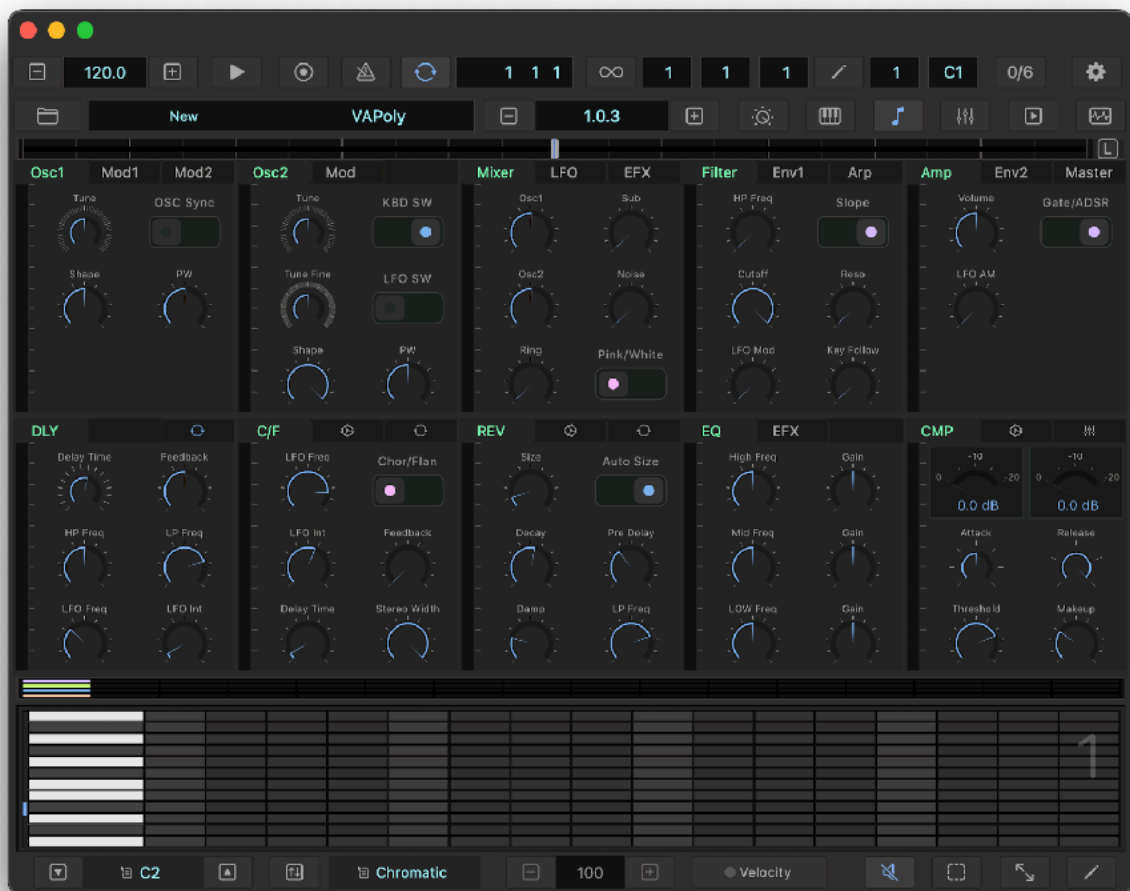 120.0 1 1 1 1 1 1 1 C1 0/6
New VAPoly 1.0.3
L
Osc1 Mod1 Mod2 Osc2 Mod Mixer LFO EFX Filter Env1 Arp Amp Env2 Master
Tune OSC Sync Tune KBD SW Osc1 Sub HP Freq Slope Volume Gate/ADSR
Shape PW Tune Fine LFO SW Osc2 Noise Cutoff Reso LFO AM
Shape PW Ring Pink/White LFO Mod Key Follow
DLY C/F REV EQ EFX CMP
Delay Time Feedback LFO Freq Chor/Flan Size Auto Size High Freq Gain
-10 -10
0 -20 0 -20
0.0 dB 0.0 dB
HP Freq LP Freq LFO Int Feedback Decay Pre Delay Mid Freq Gain Attack Release
LFO Freq LFO Int Delay Time Stereo Width Damp LP Freq LOW Freq Gain Threshold Makeup
1
C2 Chromatic 100 Velocity